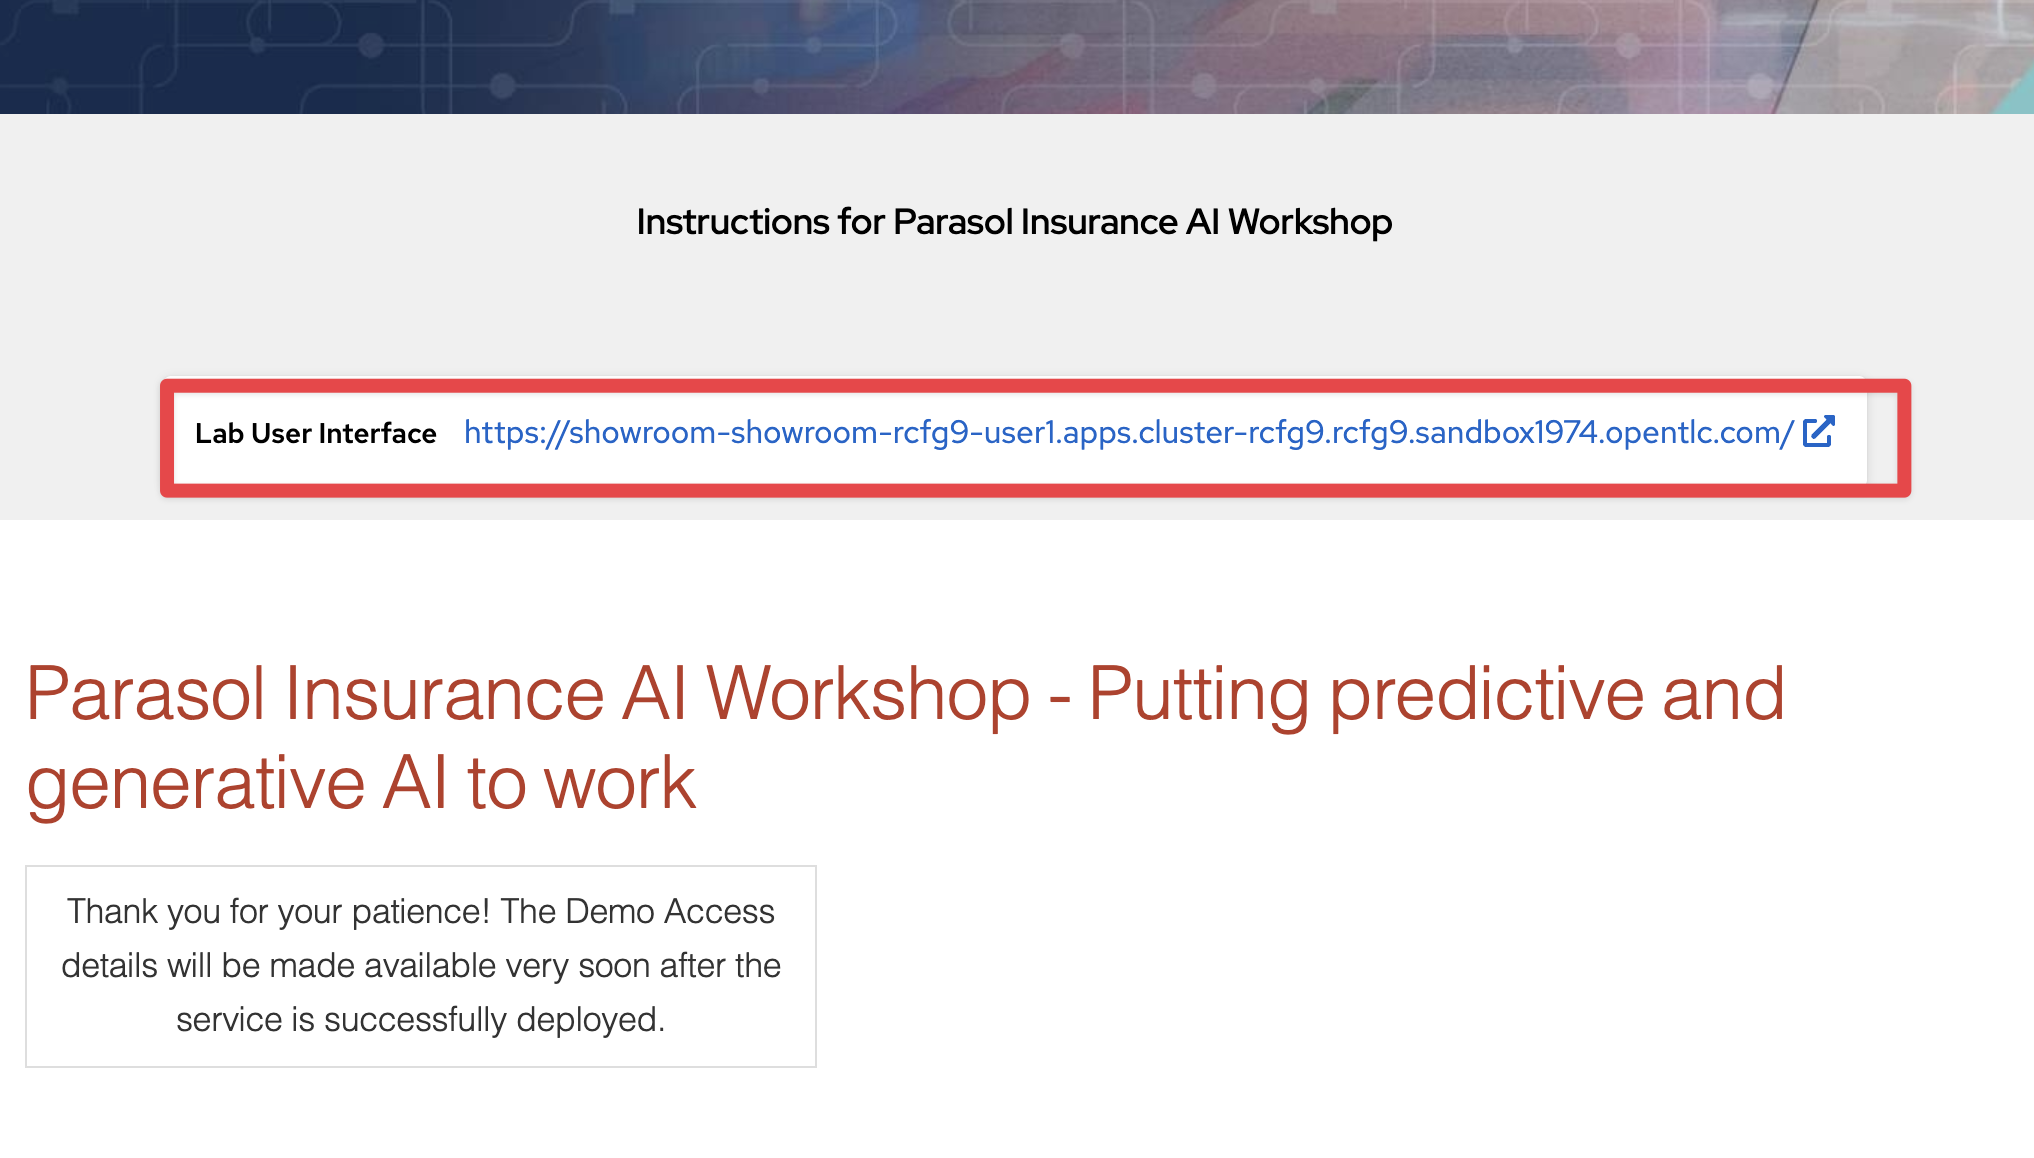 Instructions for Parasol Insurance AI Workshop
Lab User Interface https://showroom-showroom-rcfg9-user1.apps.cluster-rcfg9.rcfg9.sandbox1974.opentlc.com/
Parasol Insurance AI Workshop - Putting predictive and
generative AI to work
Thank you for your patience! The Demo Access
details will be made available very soon after the
service is successfully deployed.